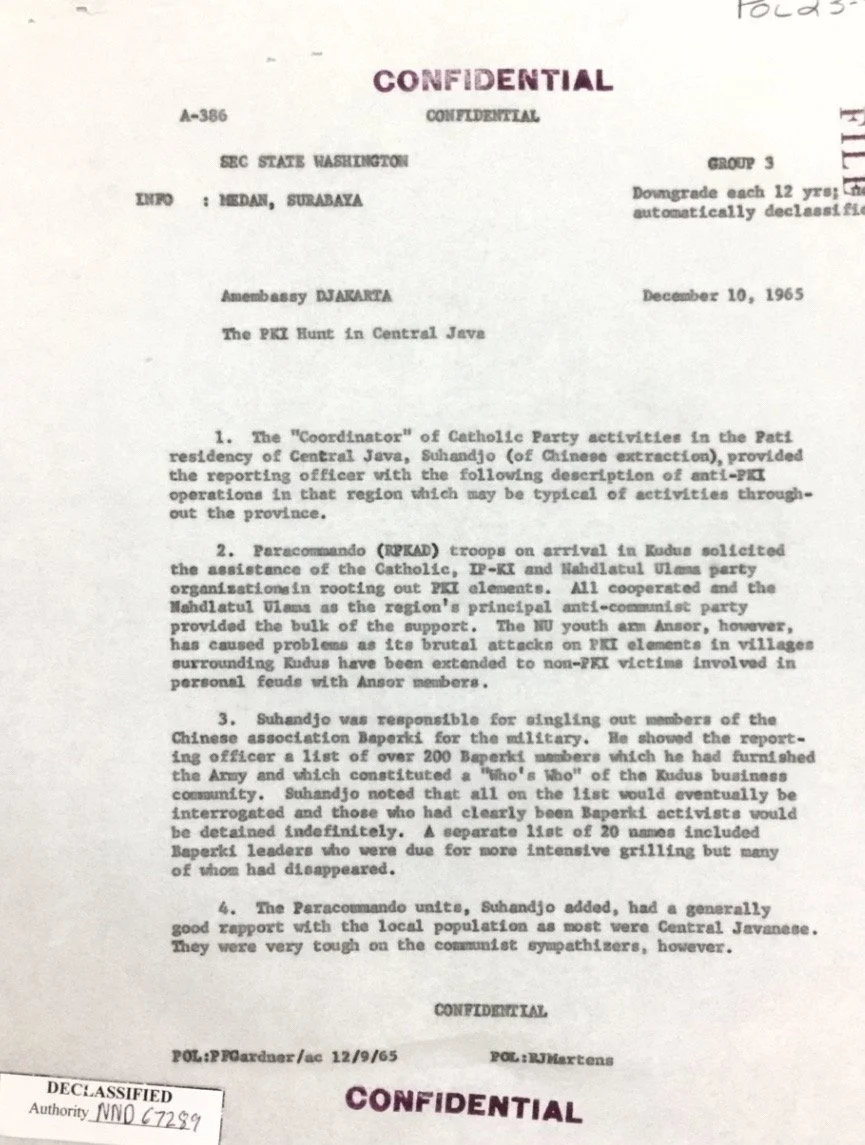 POL 23-
CONFIDENTIAL
A-386 CONFIDENTIAL
SEC STATE WASHINGTON GROUP 3
INFO : MEDAN, SURABAYA Downgrade each 12 yrs;
automatically declassifie
FILE
Amembassy DJAKARTA December 10, 1965
The PKI Hunt in Central Java
1. The "Coordinator" of Catholic Party activities in the Pati
residency of Central Java, Suhandjo (of Chinese extraction), provided
the reporting officer with the following description of anti-PKI
operations in that region which may be typical of activities through-
out the province.
2. Paracommando (RPKAD) troops on arrival in Kudus solicited
the assistance of the Catholic, IP-KI and Nahdlatul Ulama party
organizationsin rooting out PKI elements. All cooperated and the
Nahdlatul Ulama as the region's principal anti-communist party
provided the bulk of the support. The NU youth arm Ansor, however,
has caused problems as its brutal attacks on PKI elements in villages
surrounding Kudus have been extended to non-PKI victims involved in
personal feuds with Ansor members.
3. Suhandjo was responsible for singling out members of the
Chinese association Baperki for the military. He showed the report-
ing officer a list of over 200 Baperki members which he had furnished
the Army and which constituted a "Who's Who" of the Kudus business
community. Suhandjo noted that all on the list would eventually be
interrogated and those who had clearly been Baperki activists would
be detained indefinitely. A separate list of 20 names included
Baperki leaders who were due for more intensive grilling but many
of whom had disappeared.
4. The Paracommando units, Suhandjo added, had a generally
good rapport with the local population as most were Central Javanese.
They were very tough on the communist sympathizers, however.
CONFIDENTIAL
POL:PFGardner/ac 12/9/65 POL:RJMartens
DECLASSIFIED
Authority NND 67289
CONFIDENTIAL